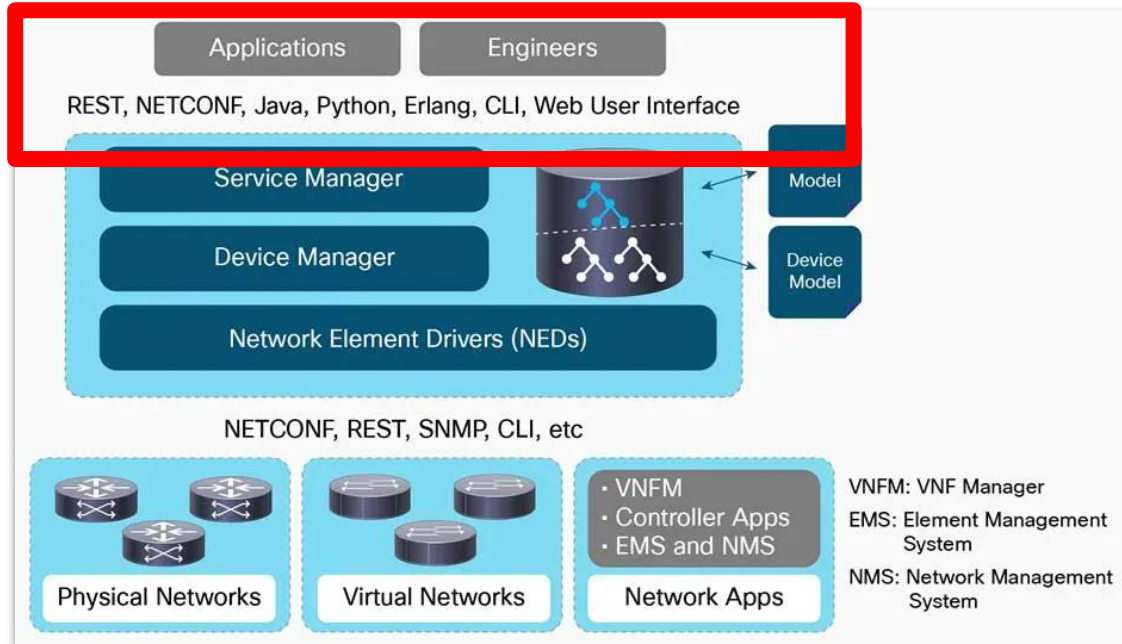 Applications
Engineers
REST, NETCONF, Java, Python, Erlang, CLI, Web User Interface
Service Manager
Model
Device Manager
Device
Model
Network Element Drivers (NEDs)
NETCONF, REST, SNMP, CLI, etc
· VNFM
· Controller Apps
· EMS and NMS
Physical Networks
Virtual Networks
Network Apps
VNFM: VNF Manager
EMS: Element Management
System
NMS: Network Management
System